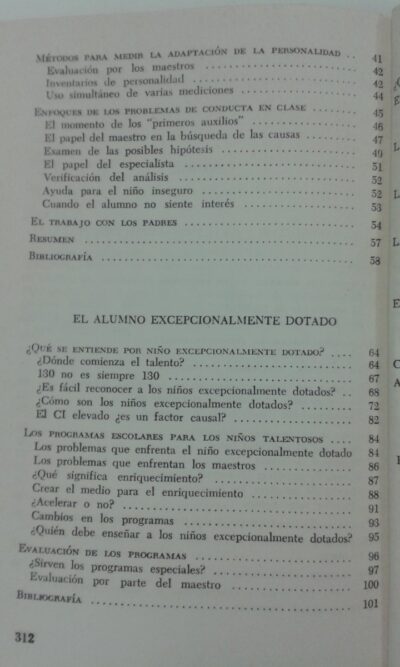 MÉTODOS PARA MEDIR LA ADAPTACIÓN DE LA PERSONALIDAD .. 41
Evaluación por los maestros .......................... 42
Inventarios de personalidad .......................... 42
Uso simultáneo de varias mediciones .................. 44
ENFOQUES DE LOS PROBLEMAS DE CONDUCTA EN CLASE ....... 45
El momento de los "primeros auxilios" ................ 46
El papel del maestro en la búsqueda de las causas .... 47
Examen de las posibles hipótesis ..................... 49
El papel del especialista ............................ 51
Verificación del análisis ............................ 52
Ayuda para el niño inseguro .......................... 52
Cuando el alumno no siente interés ................... 53
EL TRABAJO CON LOS PADRES ............................ 54
RESUMEN .............................................. 57
BIBLIOGRAFÍA ......................................... 58
EL ALUMNO EXCEPCIONALMENTE DOTADO
¿QUÉ SE ENTIENDE POR NIÑO EXCEPCIONALMENTE DOTADO? .... 64
¿Dónde comienza el talento? .......................... 64
130 no es siempre 130 ................................ 67
¿Es fácil reconocer a los niños excepcionalmente dotados? .. 68
¿Cómo son los niños excepcionalmente dotados? ........ 72
El CI elevado ¿es un factor causal? .................. 82
LOS PROGRAMAS ESCOLARES PARA LOS NIÑOS TALENTOSOS .... 84
Los problemas que enfrenta el niño excepcionalmente dotado 84
Los problemas que enfrentan los maestros ............. 86
¿Qué significa enriquecimiento? ...................... 87
Crear el medio para el enriquecimiento ............... 88
¿Acelerar o no? ...................................... 91
Cambios en los programas ............................. 93
¿Quién debe enseñar a los niños excepcionalmente dotados? 95
EVALUACIÓN DE LOS PROGRAMAS .......................... 96
¿Sirven los programas especiales? .................... 97
Evaluación por parte del maestro ..................... 100
BIBLIOGRAFÍA ......................................... 101
312